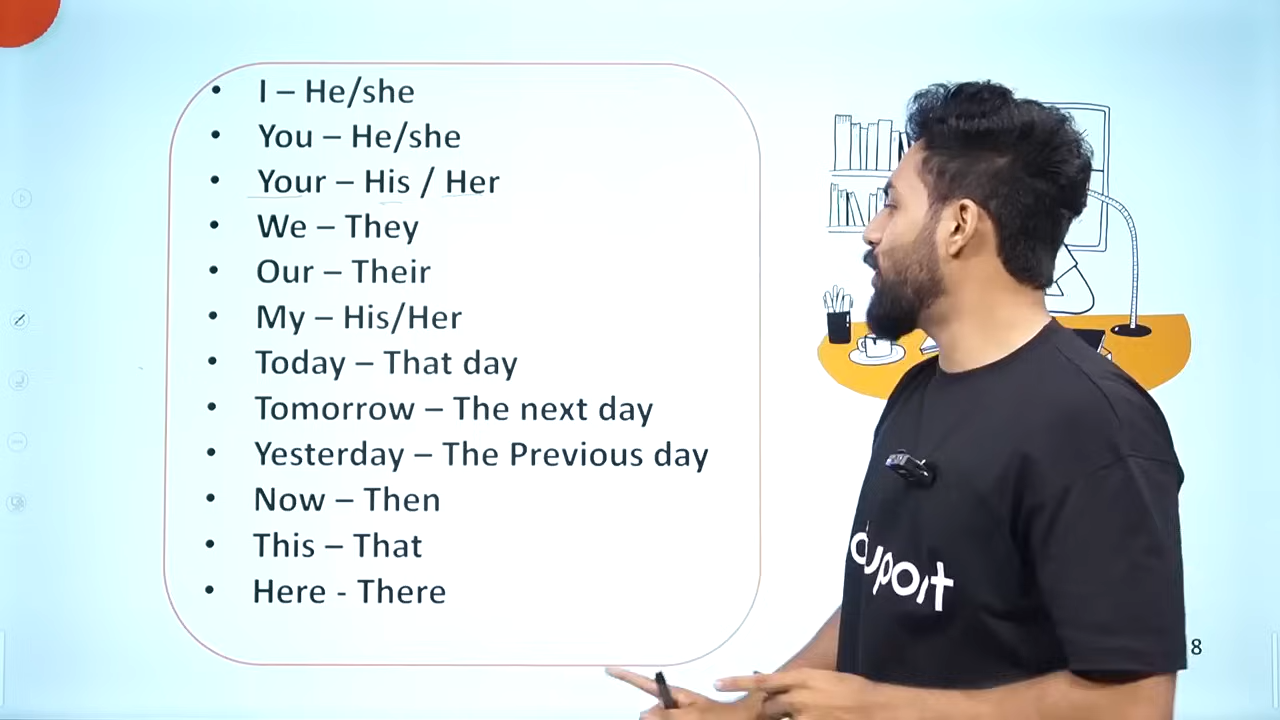 • I – He/she
• You – He/she
• Your – His / Her
• We – They
• Our – Their
• My – His/Her
• Today – That day
• Tomorrow – The next day
• Yesterday – The Previous day
• Now – Then
• This – That
• Here - There
duport
8